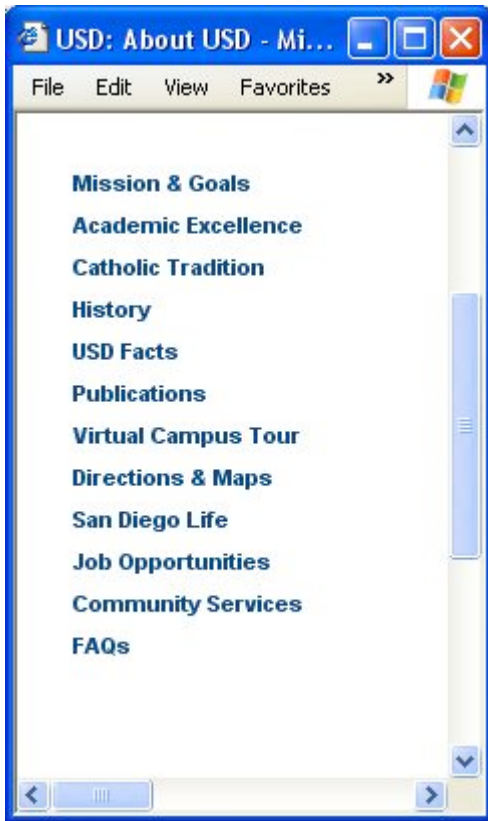 USD: About USD - Mi...
File Edit View Favorites »
Mission & Goals
Academic Excellence
Catholic Tradition
History
USD Facts
Publications
Virtual Campus Tour
Directions & Maps
San Diego Life
Job Opportunities
Community Services
FAQs